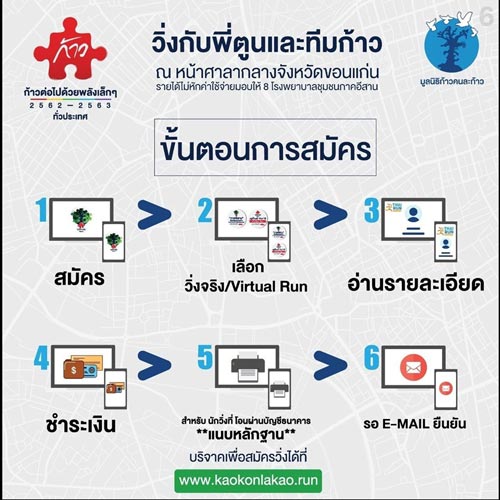 ก้าว
ก้าวต่อไปด้วยพลังเล็กๆ
2562-2563
ทั่วประเทศ
วิ่งกับพี่ตูนและทีมก้าว
ณ หน้าศาลากลางจังหวัดขอนแก่น
รายได้ไม่หักค่าใช้จ่ายมอบให้ 8 โรงพยาบาลชุมชนภาคอีสาน
6
มูลนิธิก้าวคนละก้าว
ขั้นตอนการสมัคร
1 > 2 > 3
THAI RUN
THAI RUN
สมัคร
เลือก
วิ่งจริง/Virtual Run
อ่านรายละเอียด
4 > 5 > 6
$
$
ชำระเงิน
สำหรับ นักวิ่งที่ โอนผ่านบัญชีธนาคาร
**แนบหลักฐาน**
รอ E-MAIL ยืนยัน
บริจาคเพื่อสมัครวิ่งได้ที่
www.kaokonlakao.run